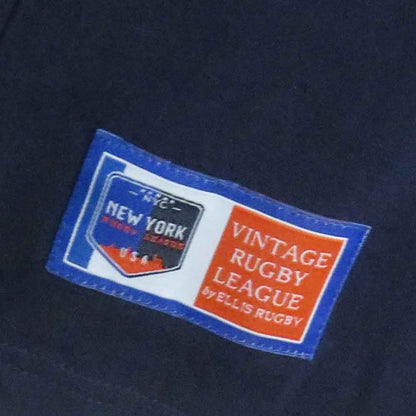 NYC
NEW YORK
RUGBY LEAGUE
USA
VINTAGE
RUGBY
LEAGUE
by ELLIS RUGBY